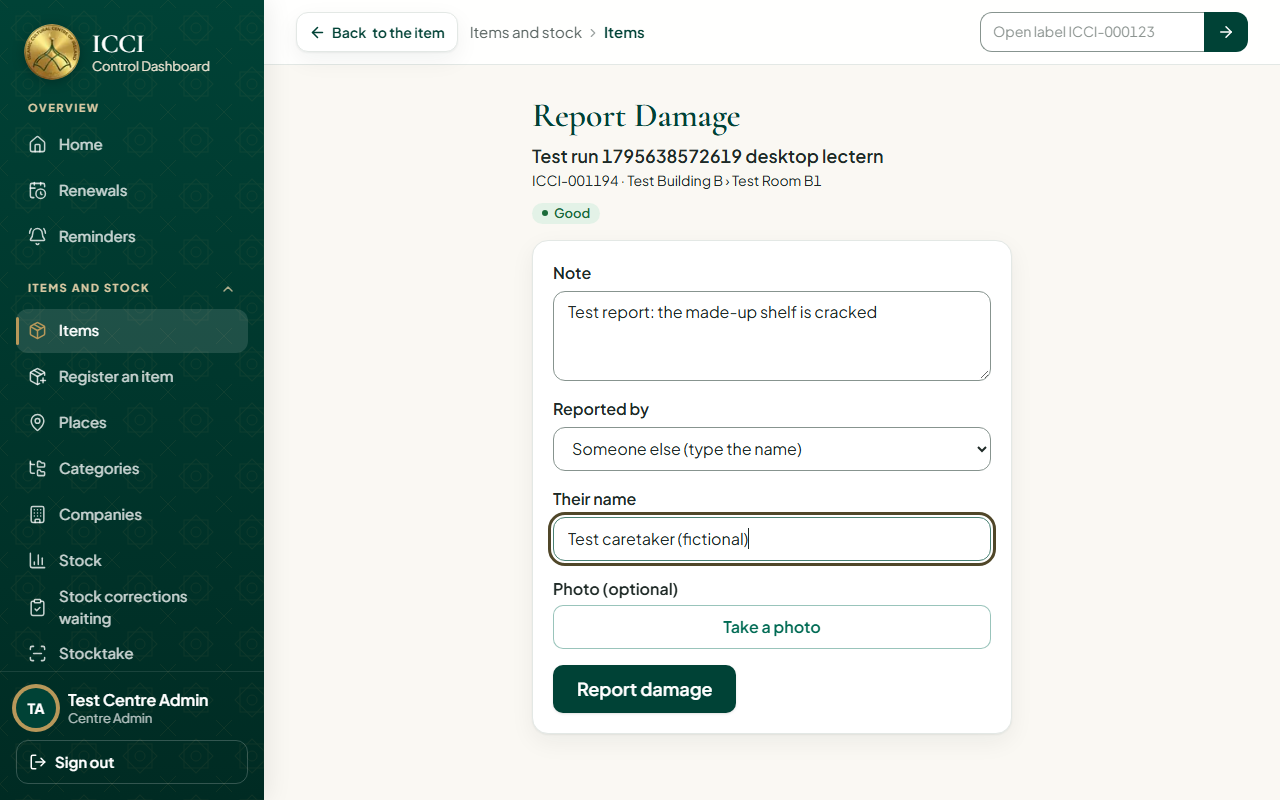 ICCI
Control Dashboard
OVERVIEW
Home
Renewals
Reminders
ITEMS AND STOCK
Items
Register an item
Places
Categories
Companies
Stock
Stock corrections
waiting
Stocktake
TA
Test Centre Admin
Centre Admin
Sign out
Back to the item
Items and stock › Items
Open label ICCI-000123
Report Damage
Test run 1795638572619 desktop lectern
ICCI-001194 · Test Building B › Test Room B1
Good
Note
Test report: the made-up shelf is cracked
Reported by
Someone else (type the name)
Their name
Test caretaker (fictional)
Photo (optional)
Take a photo
Report damage